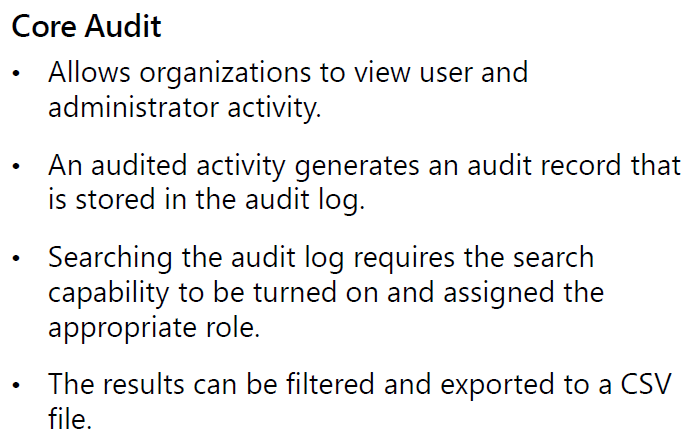 Core Audit
• Allows organizations to view user and
administrator activity.
• An audited activity generates an audit record that
is stored in the audit log.
• Searching the audit log requires the search
capability to be turned on and assigned the
appropriate role.
• The results can be filtered and exported to a CSV
file.